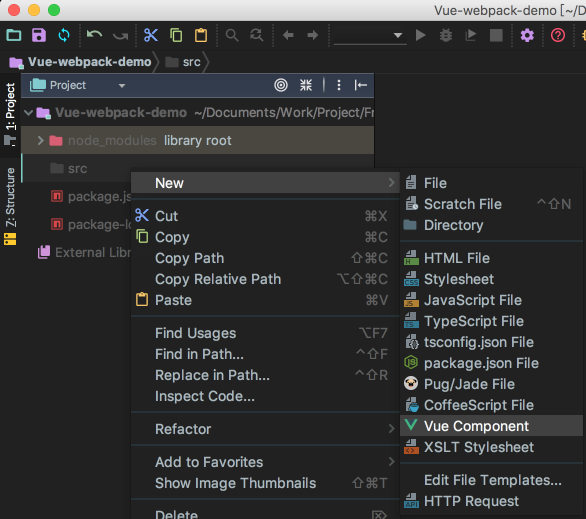 Vue-webpack-demo [~/D
Vue-webpack-demo
src
1: Project
Project
Vue-webpack-demo ~/Documents/Work/Project/Fr
node_modules library root
src
package.js
package-lo
External Libr
7: Structure
New
Cut ⌘X
Copy ⌘C
Copy Path ⇧⌘C
Copy Relative Path ⌥⇧⌘C
Paste ⌘V
Find Usages ⌥F7
Find in Path... ^⇧F
Replace in Path... ^⇧R
Inspect Code...
Refactor
Add to Favorites
Show Image Thumbnails ⇧⌘T
Delete ⌦
File
Scratch File ^⇧N
Directory
HTML File
Stylesheet
JavaScript File
TypeScript File
tsconfig.json File
package.json File
Pug/Jade File
CoffeeScript File
Vue Component
XSLT Stylesheet
Edit File Templates...
HTTP Request